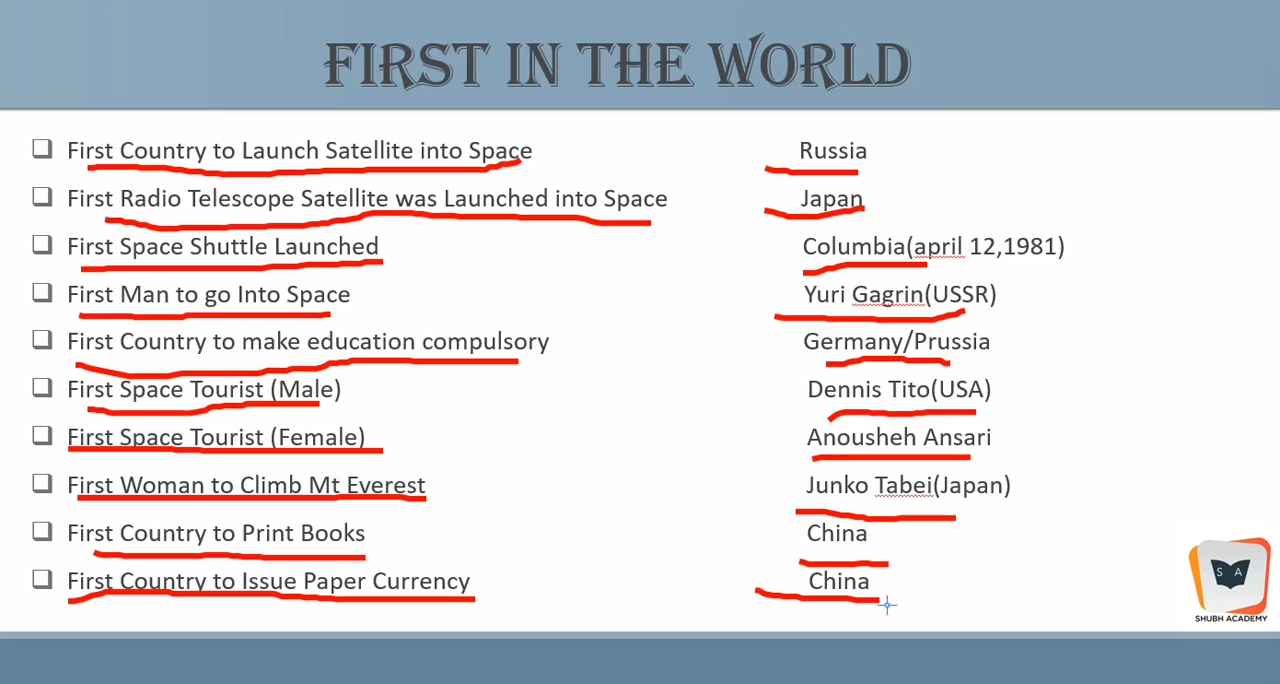 FIRST IN THE WORLD
First Country to Launch Satellite into Space Russia
First Radio Telescope Satellite was Launched into Space Japan
First Space Shuttle Launched Columbia(april 12,1981)
First Man to go Into Space Yuri Gagrin(USSR)
First Country to make education compulsory Germany/Prussia
First Space Tourist (Male) Dennis Tito(USA)
First Space Tourist (Female) Anousheh Ansari
First Woman to Climb Mt Everest Junko Tabei(Japan)
First Country to Print Books China
First Country to Issue Paper Currency China
S A
SHUBH ACADEMY